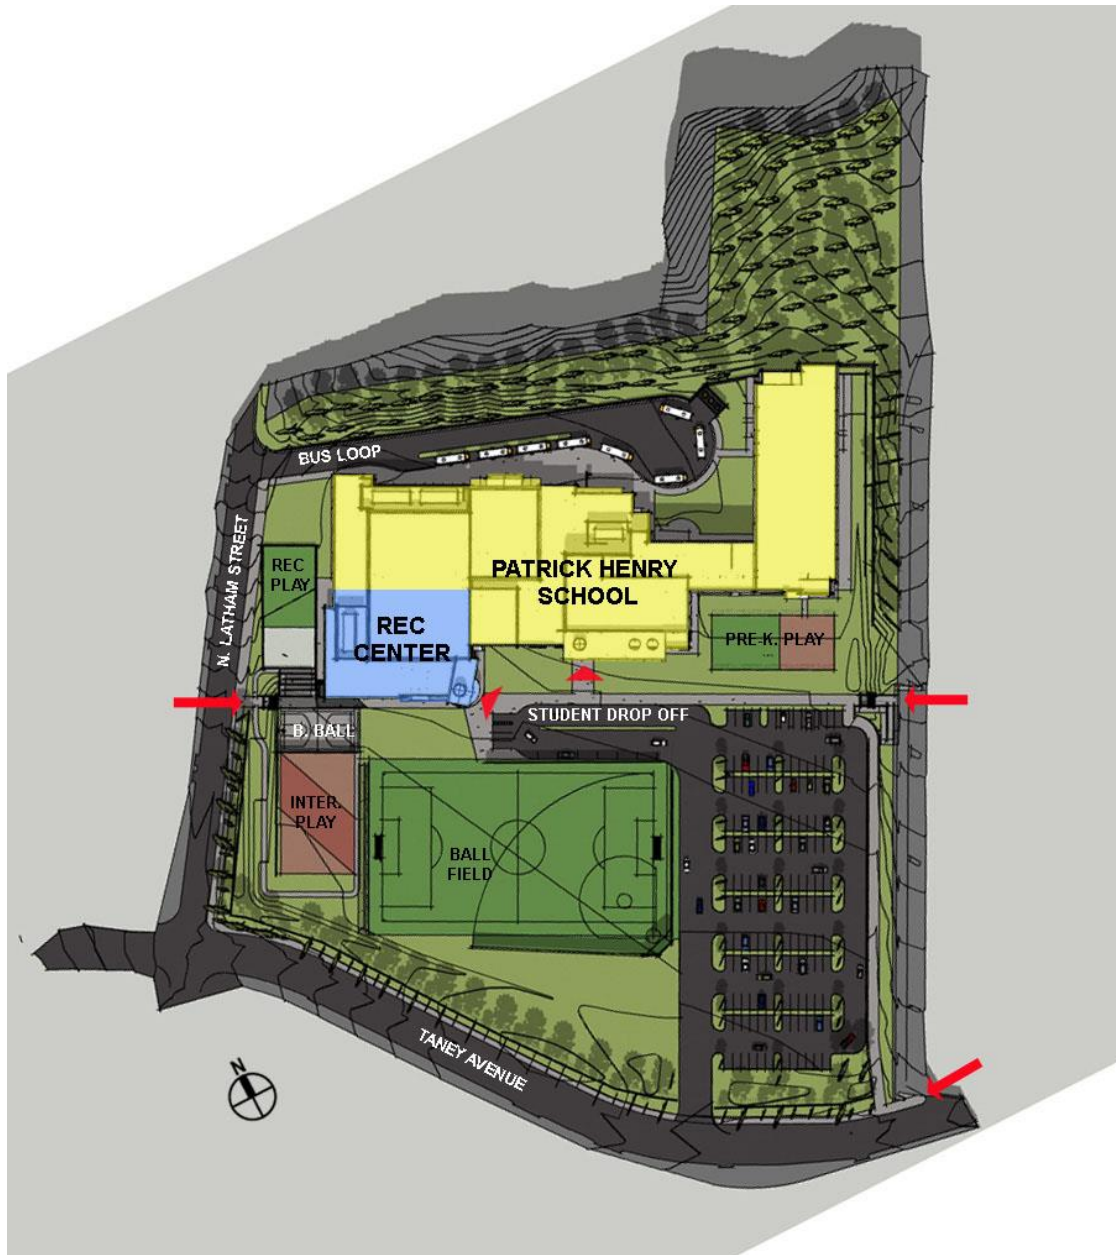 BUS LOOP
N. LATHAM STREET
REC
PLAY
PATRICK HENRY
SCHOOL
REC
CENTER
PRE-K. PLAY
STUDENT DROP OFF
B. BALL
INTER.
PLAY
BALL
FIELD
TANEY AVENUE
N